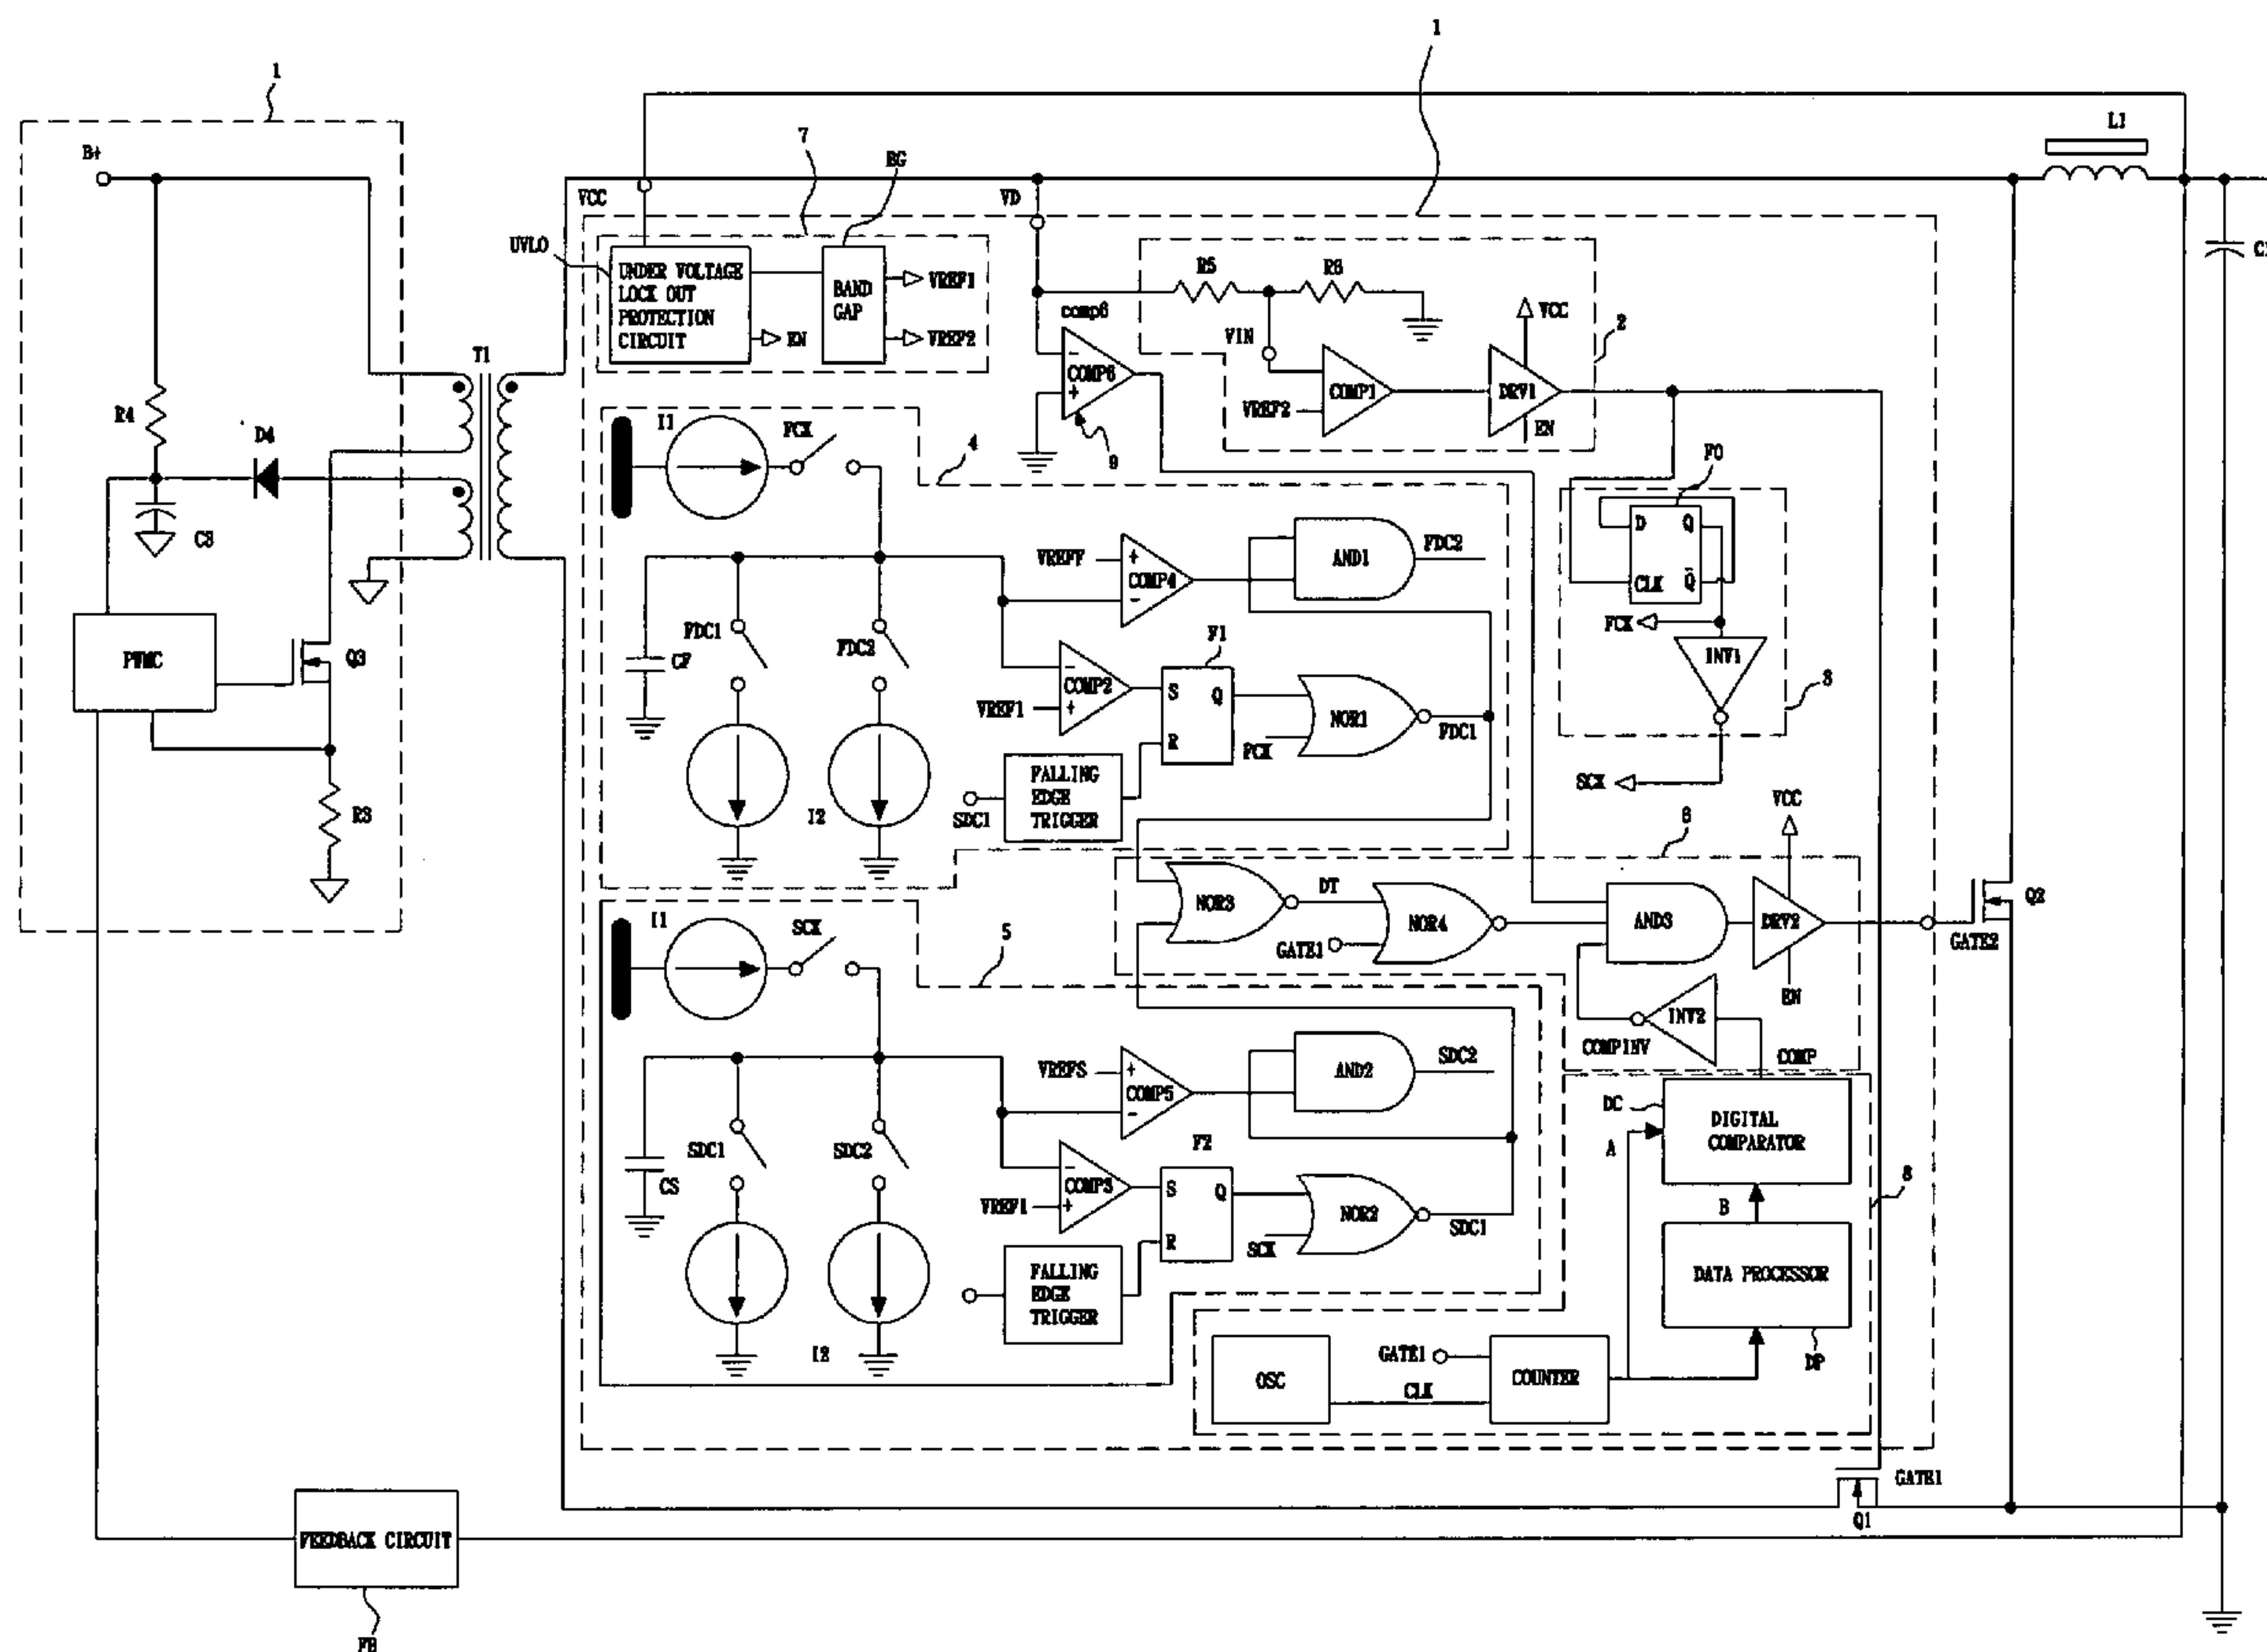 1
1
B+
7
BG
L1
VCC
VD
UVLO
UNDER VOLTAGE
LOCK OUT
PROTECTION
CIRCUIT
EN
BAND
GAP
VREF1
VREF2
R5
R6
comp6
COMP6
9
VIN
VREF2
COMP1
DRV1
VCC
EN
2
T1
R4
D4
I1
FCK
4
F0
D
Q
CLK
Q̄
FCK
INV1
3
SCK
VREFF
COMP4
AND1
FDC2
PWMC
Q3
R3
FDC1
FDC2
CF
COMP2
VREF1
F1
S
Q
R
NOR1
FCK
FDC1
FALLING
EDGE
TRIGGER
SDC1
I2
VCC
6
NOR3
DT
NOR4
GATE1
AND3
DRV2
EN
GATE2
Q2
INV2
COMPINV
COMP
I1
SCK
5
VREFS
COMP5
AND2
SDC2
SDC1
SDC2
CS
COMP3
VREF1
F2
S
Q
R
NOR2
SCK
SDC1
FALLING
EDGE
TRIGGER
DC
A
DIGITAL
COMPARATOR
8
B
DATA PROCESSOR
DP
OSC
CLK
GATE1
COUNTER
GATE1
Q1
FEEDBACK CIRCUIT
FB